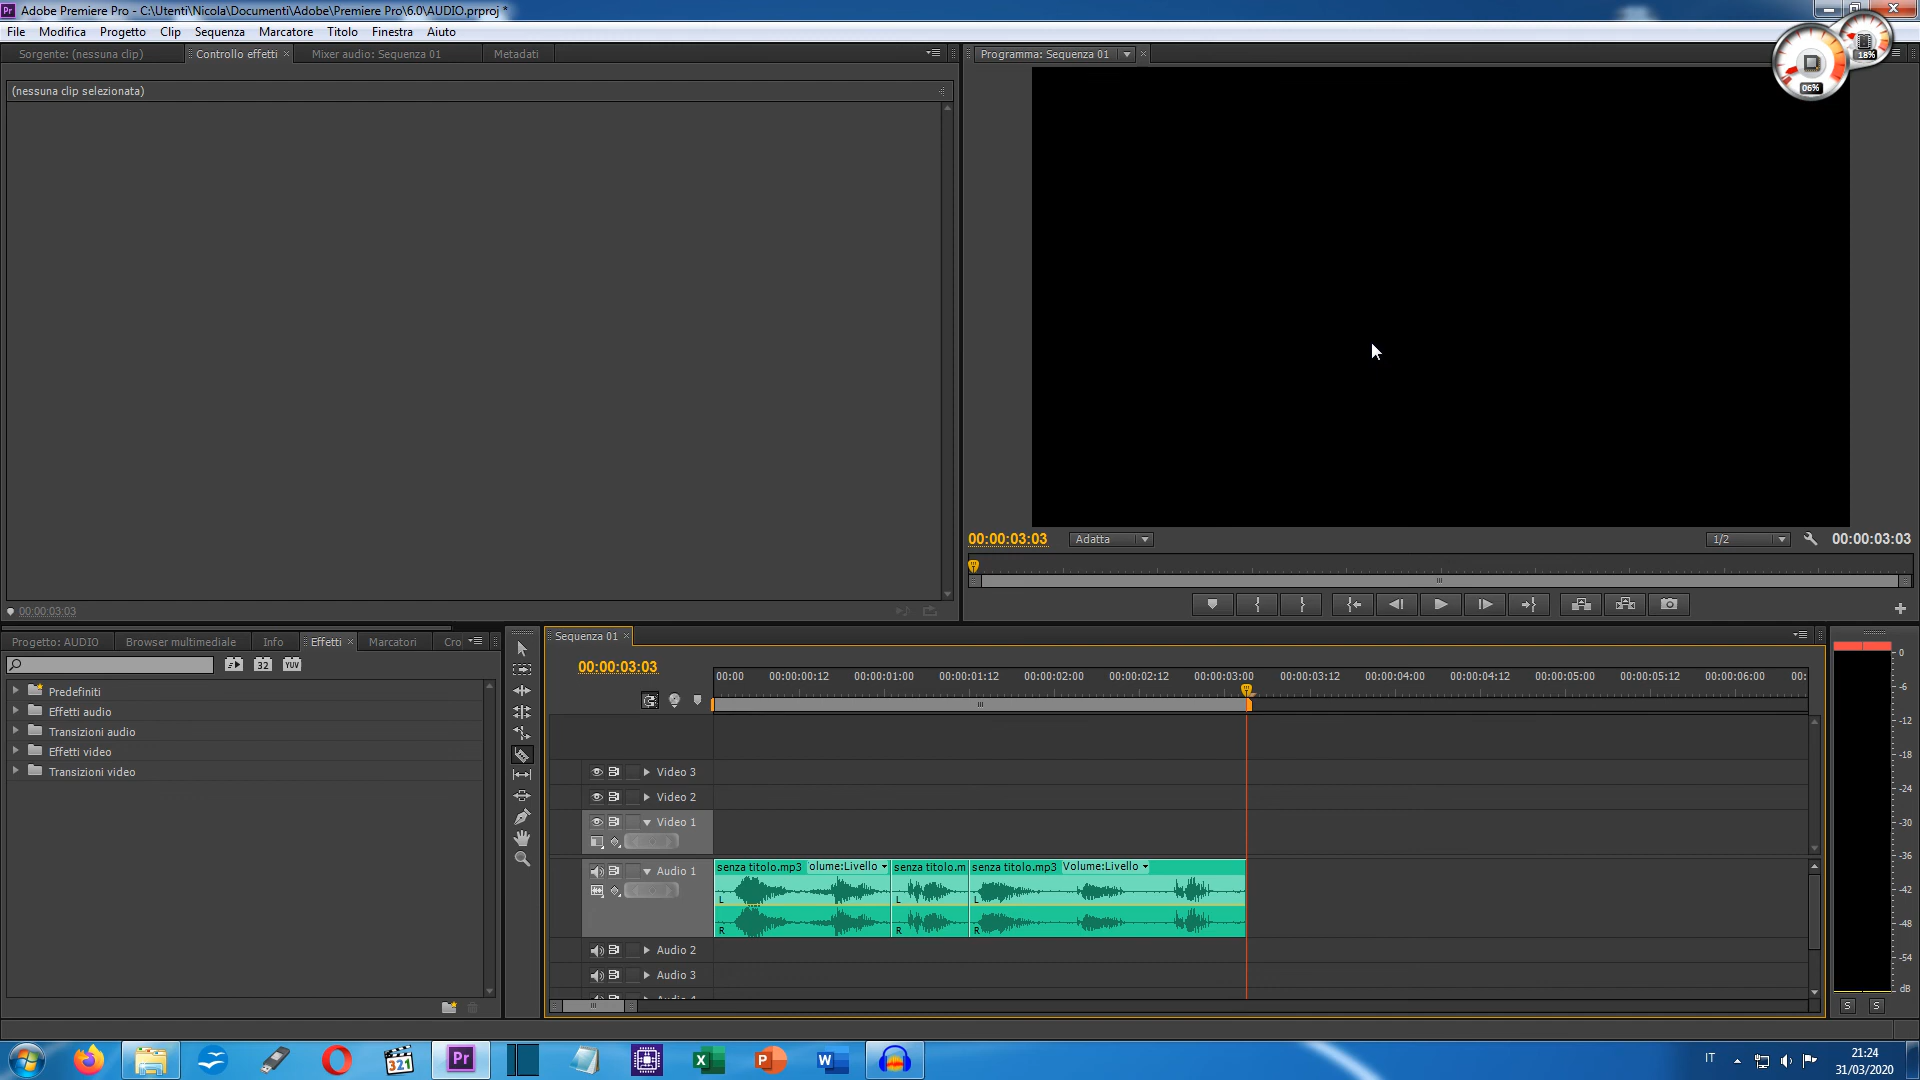 Adobe Premiere Pro - C:\Utenti\Nicola\Documenti\Adobe\Premiere Pro\6.0\AUDIO.prproj *
File Modifica Progetto Clip Sequenza Marcatore Titolo Finestra Aiuto
Sorgente: (nessuna clip) Controllo effetti Mixer audio: Sequenza 01 Metadati
Programma: Sequenza 01
18%
06%
(nessuna clip selezionata)
00:00:03:03 Adatta 1/2 00:00:03:03
00:00:03:03
Progetto: AUDIO Browser multimediale Info Effetti Marcatori Cro
32 YUV
Predefiniti
Effetti audio
Transizioni audio
Effetti video
Transizioni video
Sequenza 01
00:00:03:03
00:00 00:00:00:12 00:00:01:00 00:00:01:12 00:00:02:00 00:00:02:12 00:00:03:00 00:00:03:12 00:00:04:00 00:00:04:12 00:00:05:00 00:00:05:12 00:00:06:00 00:
Video 3
Video 2
Video 1
Audio 1
senza titolo.mp3 olume:Livello senza titolo.m senza titolo.mp3 Volume:Livello
L L L
R R R
Audio 2
Audio 3
0
-6
-12
-18
-24
-30
-36
-42
-48
-54
dB
S S
Pr
321
IT
21:24
31/03/2020